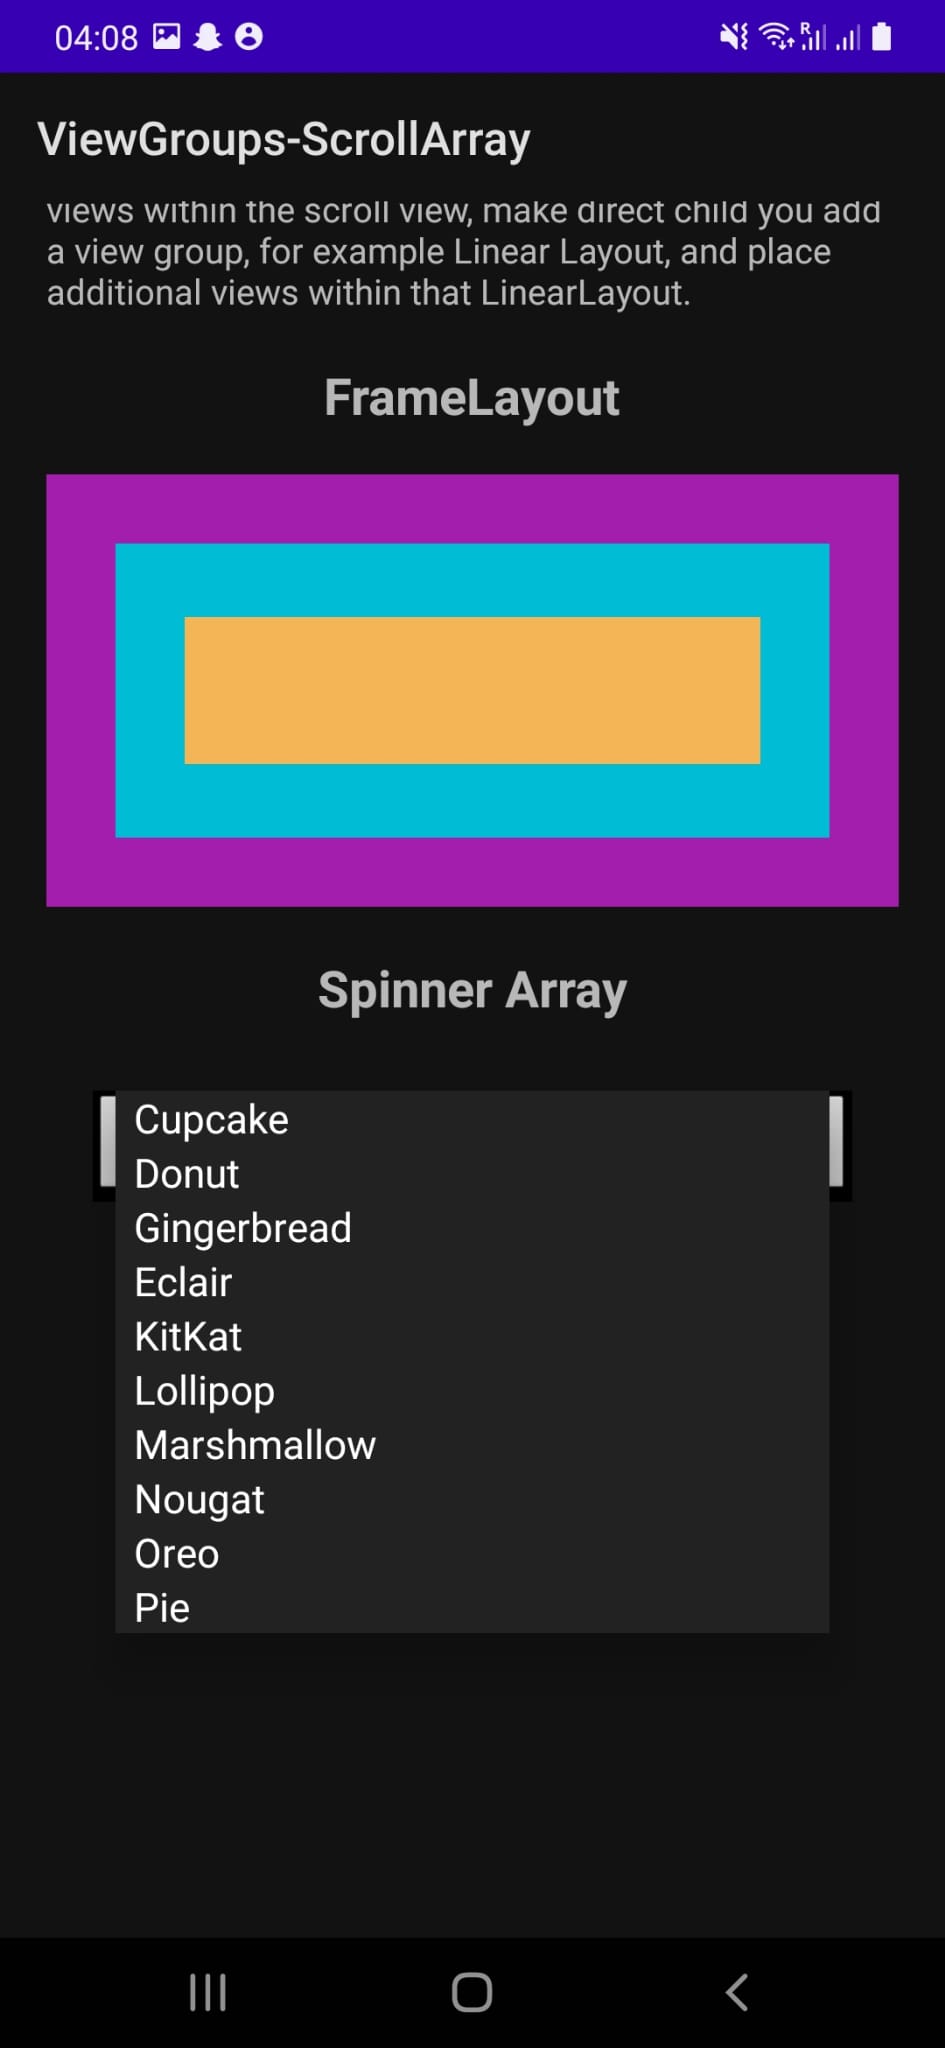 04:08
R
ViewGroups-ScrollArray
views within the scroll view, make direct child you add
a view group, for example Linear Layout, and place
additional views within that LinearLayout.
FrameLayout
Spinner Array
Cupcake
Donut
Gingerbread
Eclair
KitKat
Lollipop
Marshmallow
Nougat
Oreo
Pie